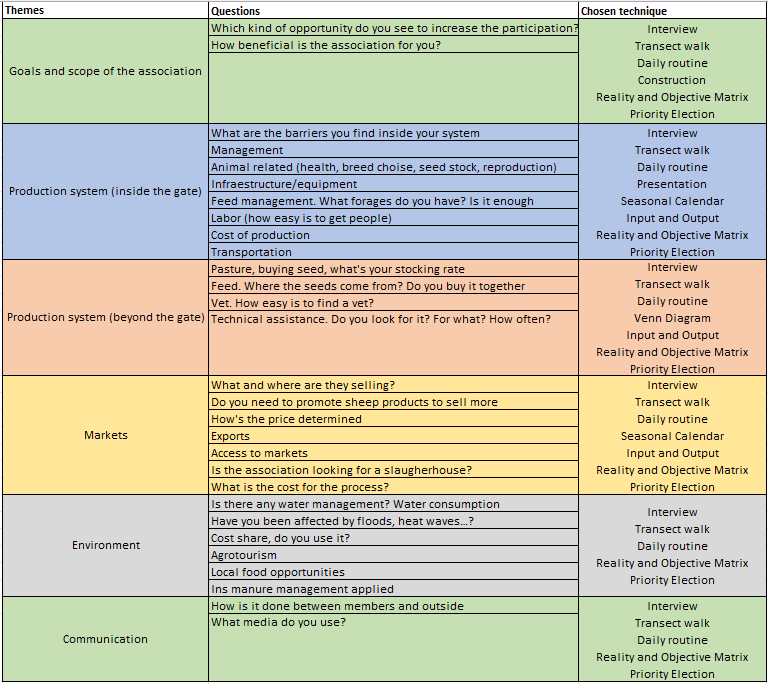 Themes Questions Chosen technique
Goals and scope of the association
Which kind of opportunity do you see to increase the participation?
How beneficial is the association for you?
Interview
Transect walk
Daily routine
Construction
Reality and Objective Matrix
Priority Election
Production system (inside the gate)
What are the barriers you find inside your system
Management
Animal related (health, breed choise, seed stock, reproduction)
Infraestructure/equipment
Feed management. What forages do you have? Is it enough
Labor (how easy is to get people)
Cost of production
Transportation
Interview
Transect walk
Daily routine
Presentation
Seasonal Calendar
Input and Output
Reality and Objective Matrix
Priority Election
Production system (beyond the gate)
Pasture, buying seed, what's your stocking rate
Feed. Where the seeds come from? Do you buy it together
Vet. How easy is to find a vet?
Technical assistance. Do you look for it? For what? How often?
Interview
Transect walk
Daily routine
Venn Diagram
Input and Output
Reality and Objective Matrix
Priority Election
Markets
What and where are they selling?
Do you need to promote sheep products to sell more
How's the price determined
Exports
Access to markets
Is the association looking for a slaugherhouse?
What is the cost for the process?
Interview
Transect walk
Daily routine
Seasonal Calendar
Input and Output
Reality and Objective Matrix
Priority Election
Environment
Is there any water management? Water consumption
Have you been affected by floods, heat waves...?
Cost share, do you use it?
Agrotourism
Local food opportunities
Ins manure management applied
Interview
Transect walk
Daily routine
Reality and Objective Matrix
Priority Election
Communication
How is it done between members and outside
What media do you use?
Interview
Transect walk
Daily routine
Reality and Objective Matrix
Priority Election